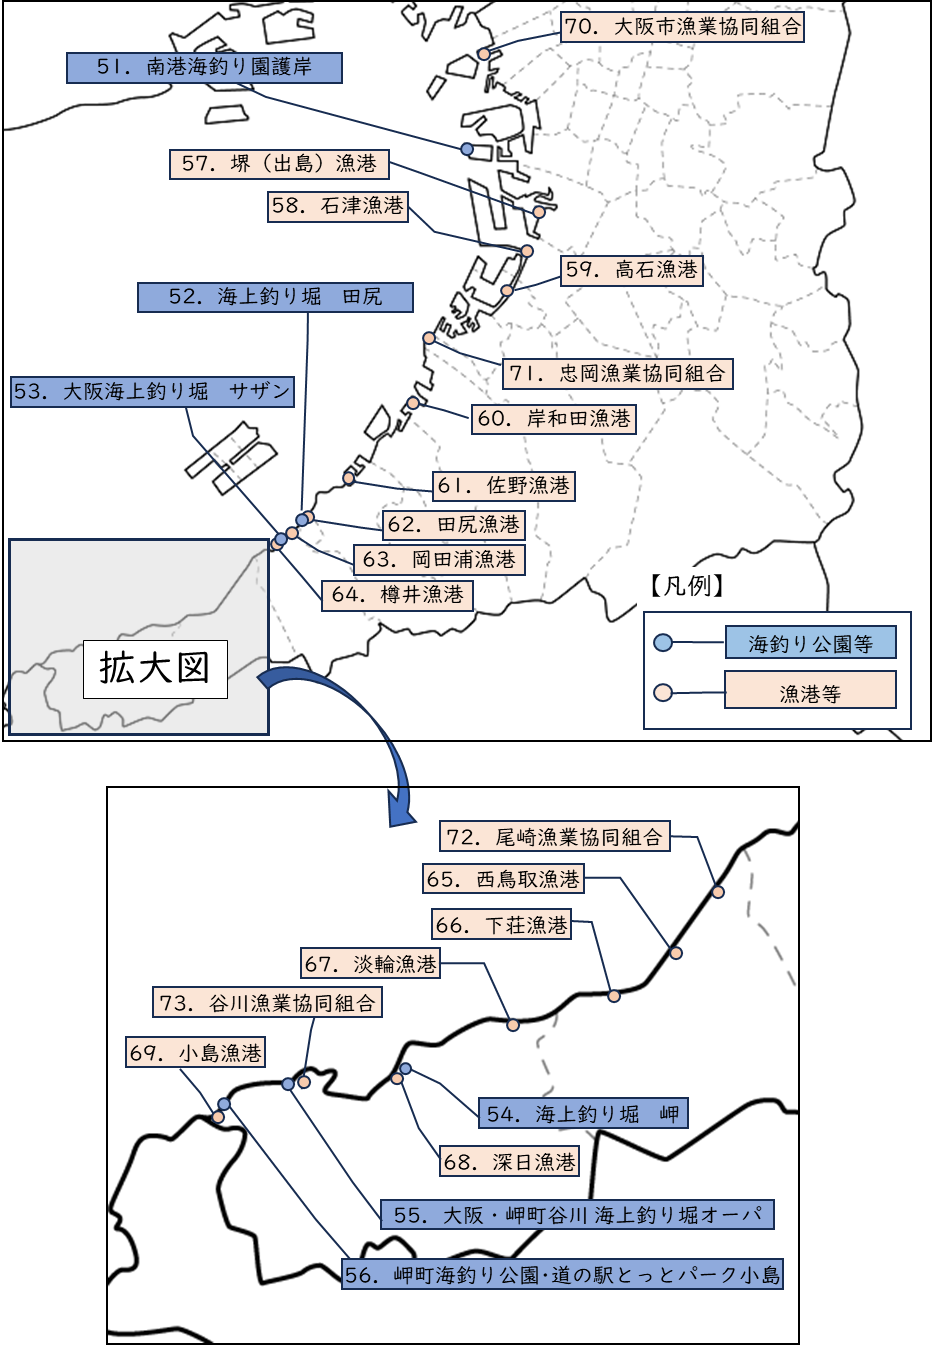 70. 大阪市漁業協同組合
51. 南港海釣り園護岸
57. 堺（出島）漁港
58. 石津漁港
59. 高石漁港
52. 海上釣り堀　田尻
71. 忠岡漁業協同組合
53. 大阪海上釣り堀　サザン
60. 岸和田漁港
61. 佐野漁港
62. 田尻漁港
63. 岡田浦漁港
64. 樽井漁港
【凡例】
海釣り公園等
漁港等
拡大図
72. 尾崎漁業協同組合
65. 西鳥取漁港
66. 下荘漁港
67. 淡輪漁港
73. 谷川漁業協同組合
69. 小島漁港
54. 海上釣り堀　岬
68. 深日漁港
55. 大阪・岬町谷川 海上釣り堀オーパ
56. 岬町海釣り公園・道の駅とっとパーク小島